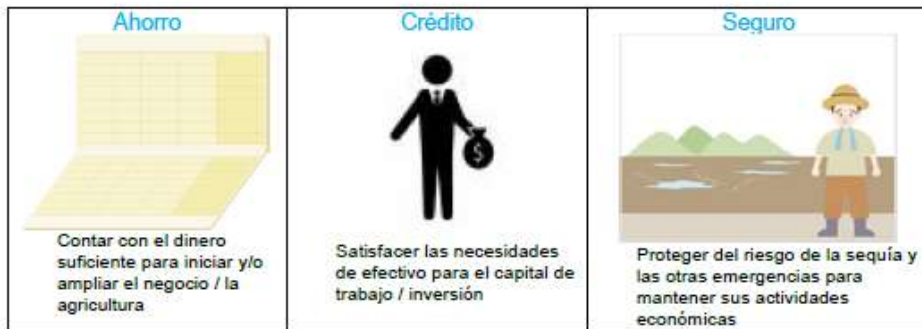 Ahorro
Contar con el dinero
suficiente para iniciar y/o
ampliar el negocio / la
agricultura
Crédito
$
Satisfacer las necesidades
de efectivo para el capital de
trabajo / inversión
Seguro
Proteger del riesgo de la sequía y
las otras emergencias para
mantener sus actividades
económicas